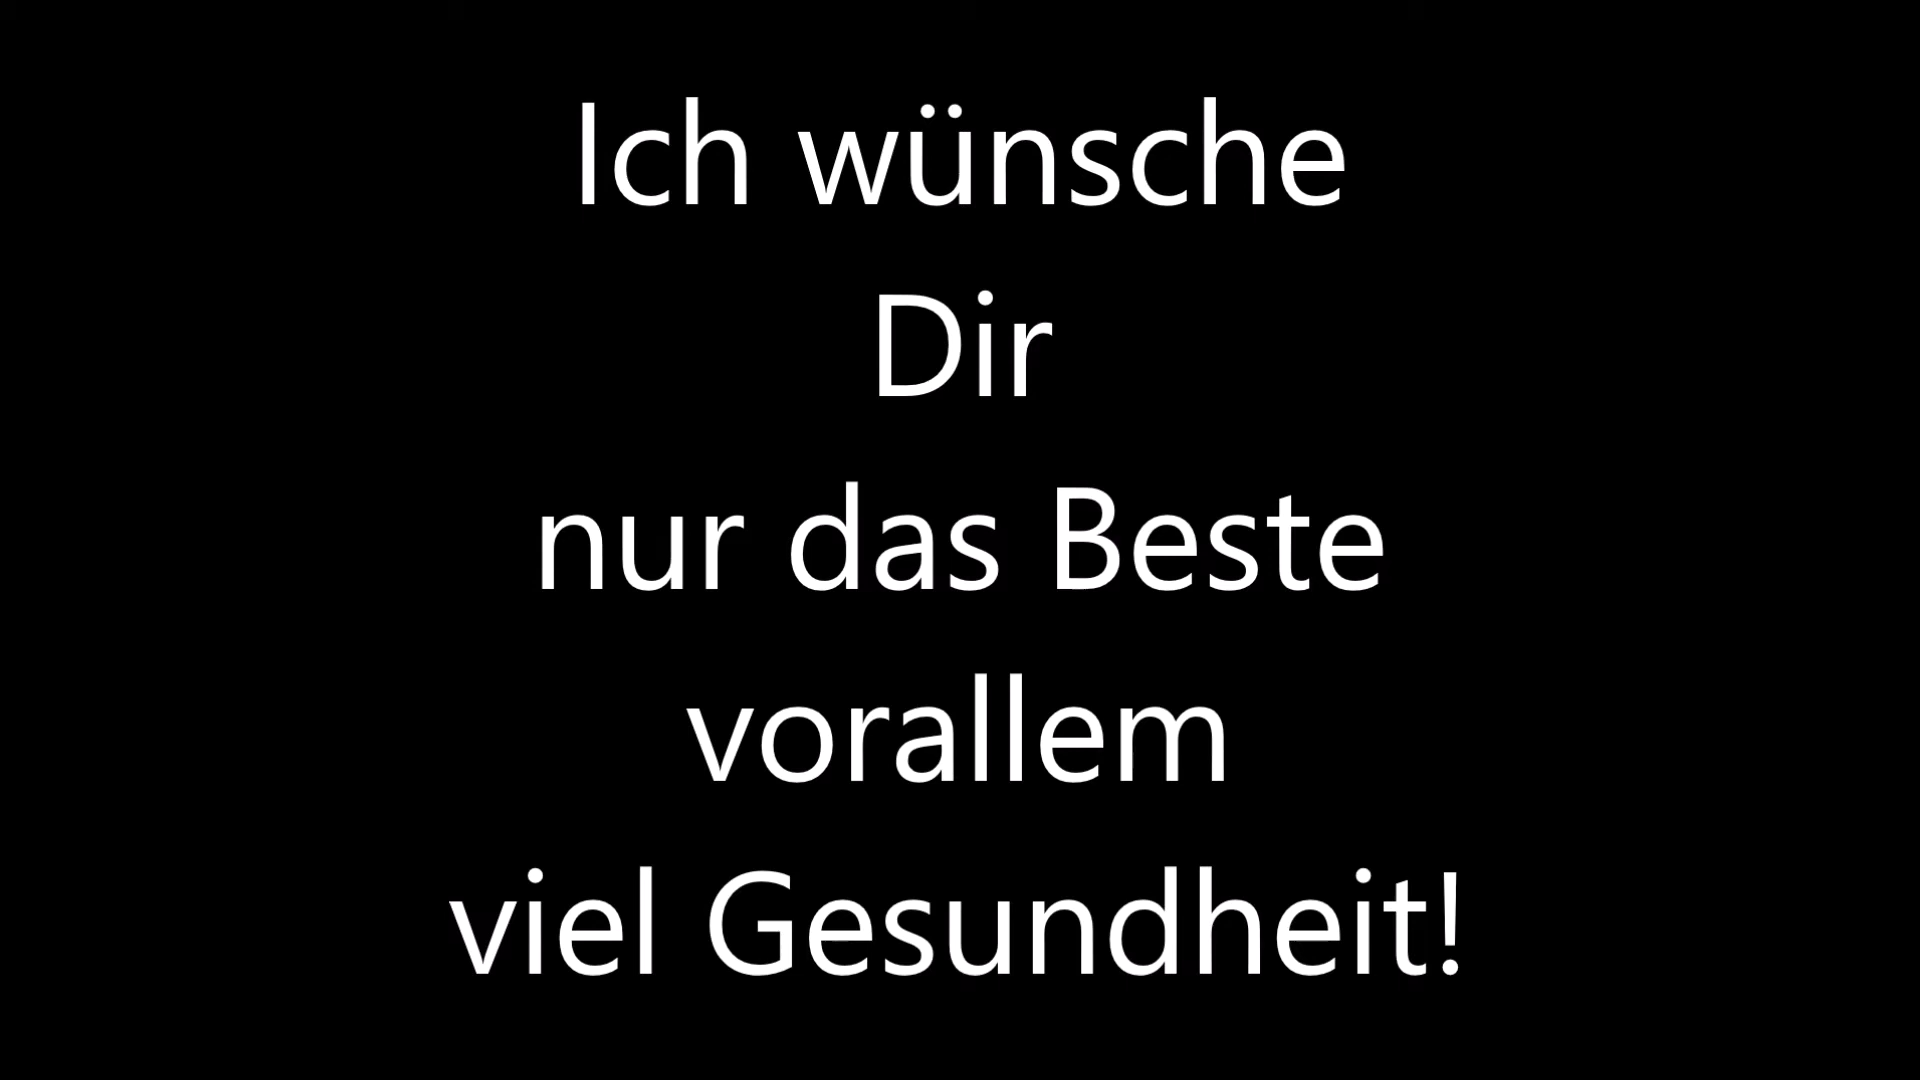 Ich wünsche
Dir
nur das Beste
vorallem
viel Gesundheit!